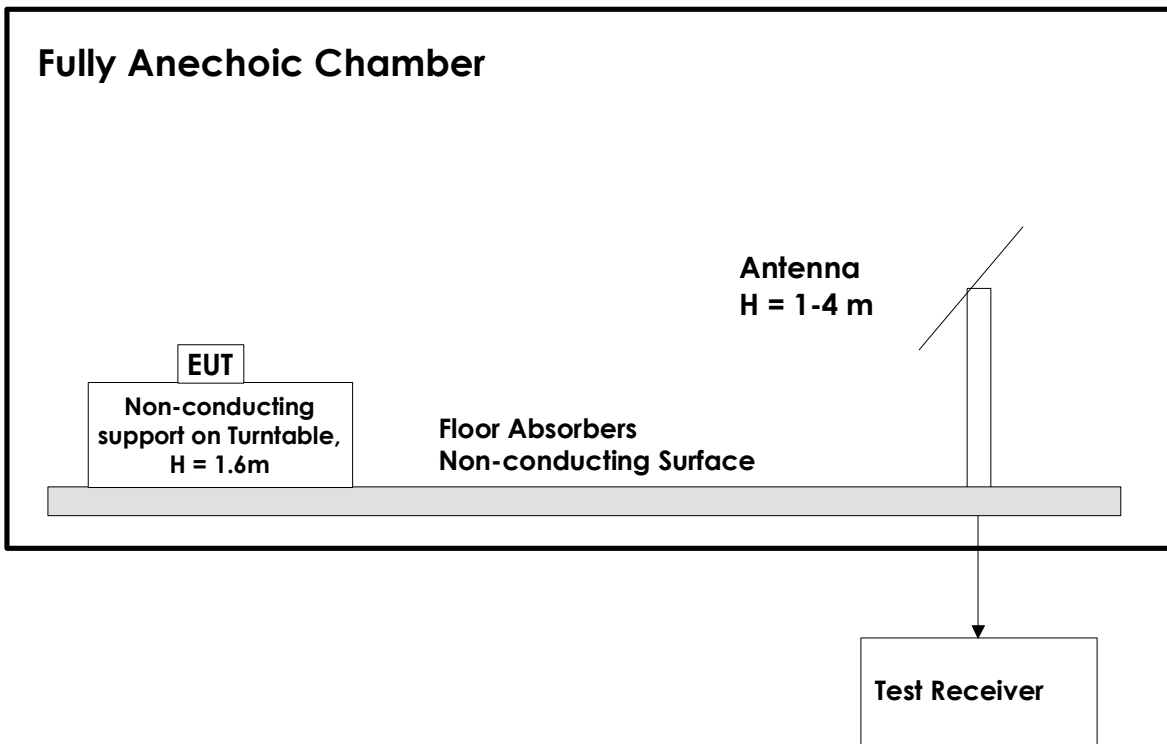 Fully Anechoic Chamber
Antenna
H = 1-4 m
EUT
Non-conducting
support on Turntable,
H = 1.6m
Floor Absorbers
Non-conducting Surface
Test Receiver